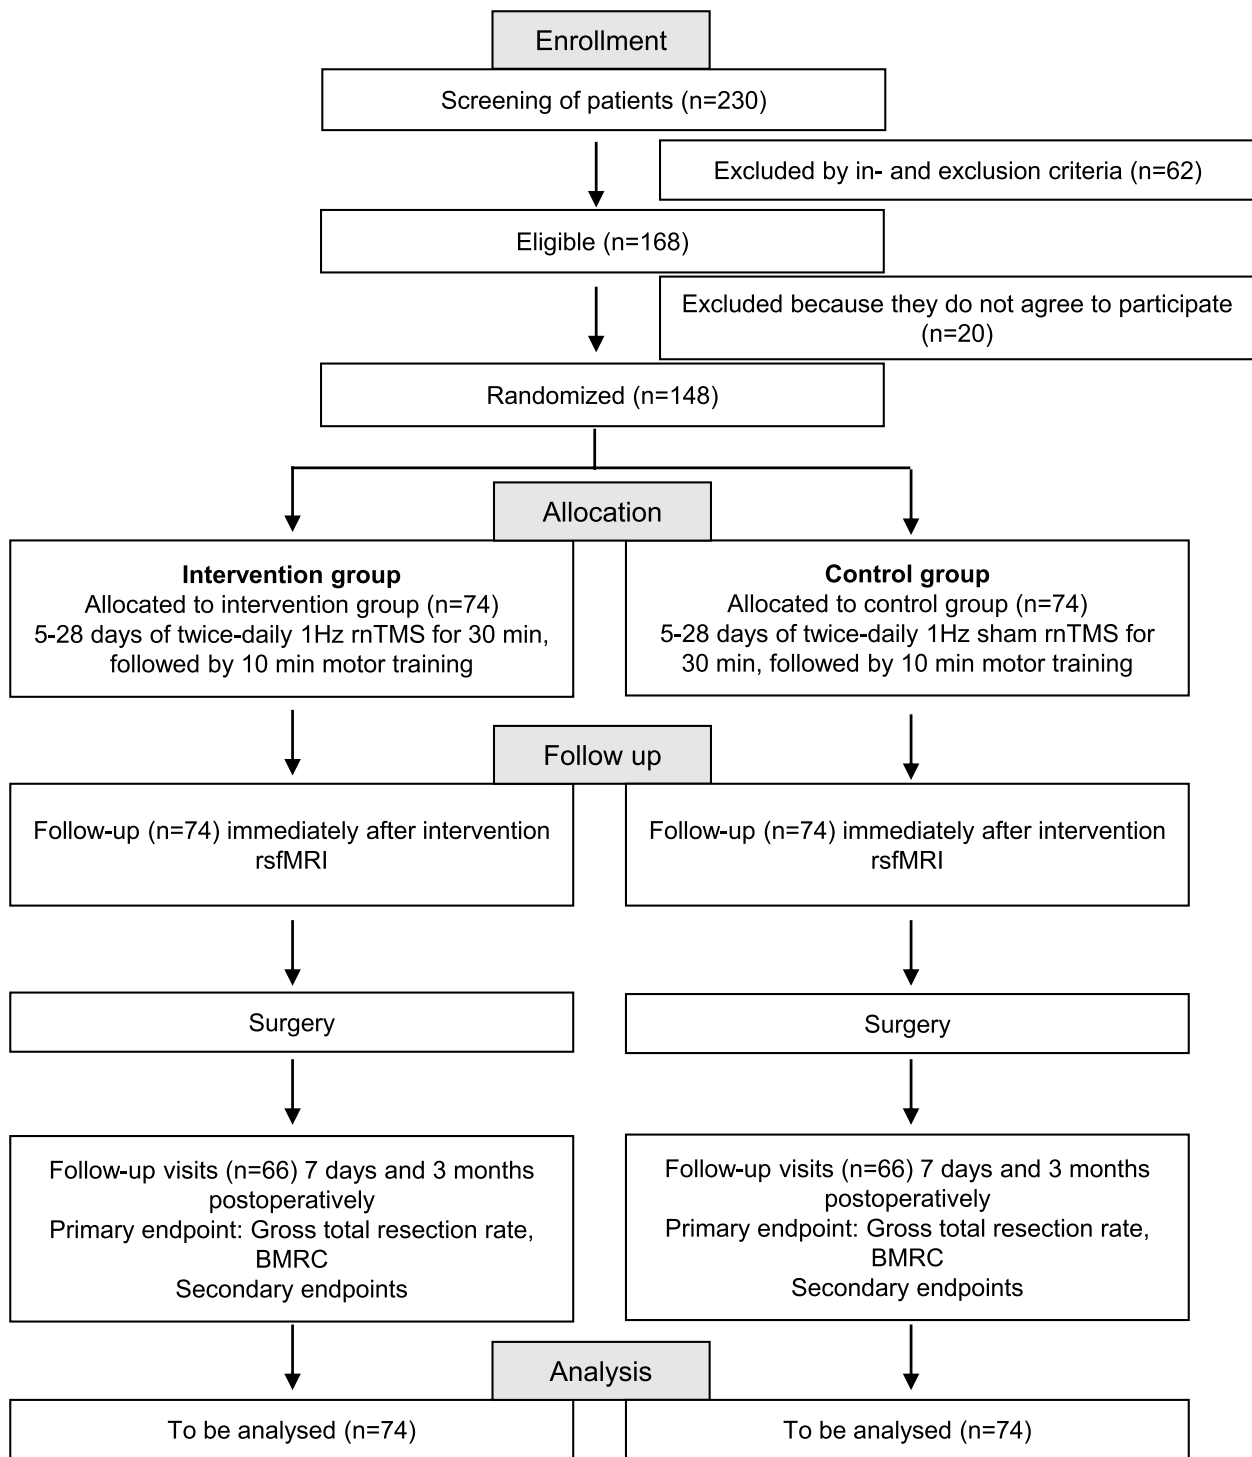 Enrollment
Screening of patients (n=230)
Excluded by in- and exclusion criteria (n=62)
Eligible (n=168)
Excluded because they do not agree to participate
(n=20)
Randomized (n=148)
Allocation
Intervention group
Allocated to intervention group (n=74)
5-28 days of twice-daily 1Hz rnTMS for 30 min,
followed by 10 min motor training
Control group
Allocated to control group (n=74)
5-28 days of twice-daily 1Hz sham rnTMS for
30 min, followed by 10 min motor training
Follow up
Follow-up (n=74) immediately after intervention
rsfMRI
Follow-up (n=74) immediately after intervention
rsfMRI
Surgery
Surgery
Follow-up visits (n=66) 7 days and 3 months
postoperatively
Primary endpoint: Gross total resection rate,
BMRC
Secondary endpoints
Follow-up visits (n=66) 7 days and 3 months
postoperatively
Primary endpoint: Gross total resection rate,
BMRC
Secondary endpoints
Analysis
To be analysed (n=74)
To be analysed (n=74)